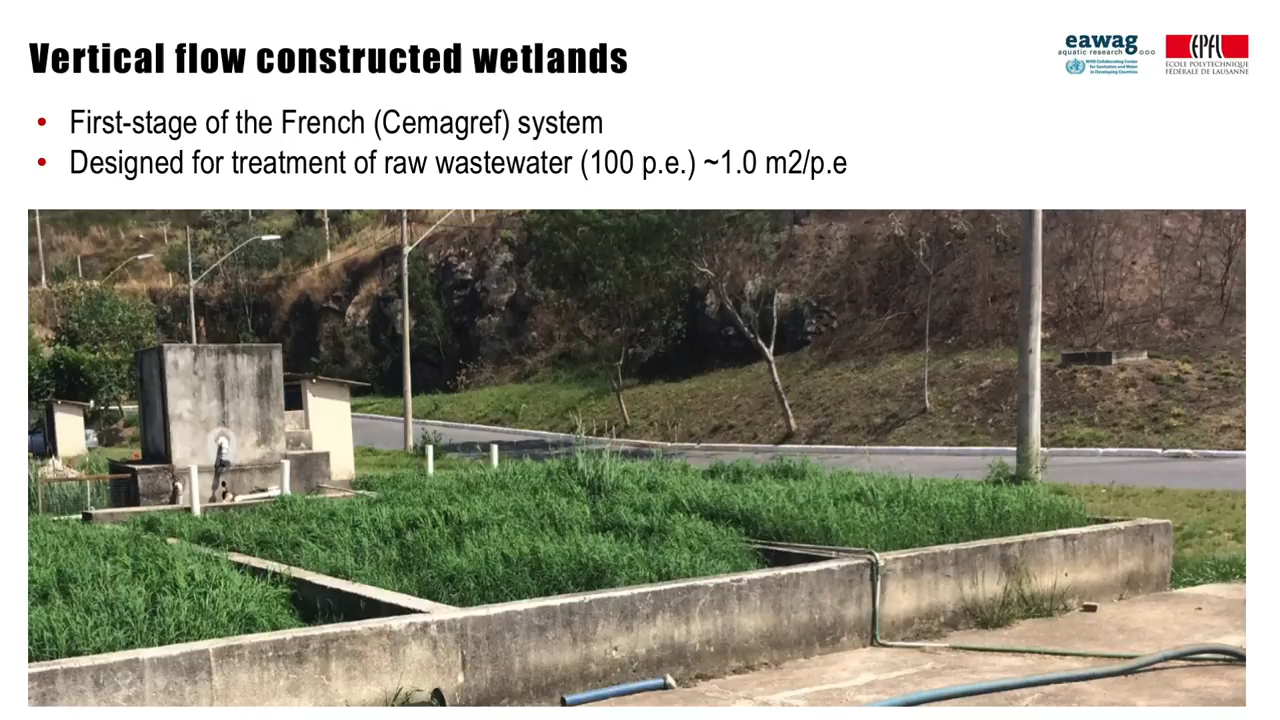 Vertical flow constructed wetlands
eawag
aquatic research
WHO Collaborating Center
for Sanitation and Water
in Developing Countries
EPFL
ÉCOLE POLYTECHNIQUE
FÉDÉRALE DE LAUSANNE
• First-stage of the French (Cemagref) system
• Designed for treatment of raw wastewater (100 p.e.) ~1.0 m2/p.e